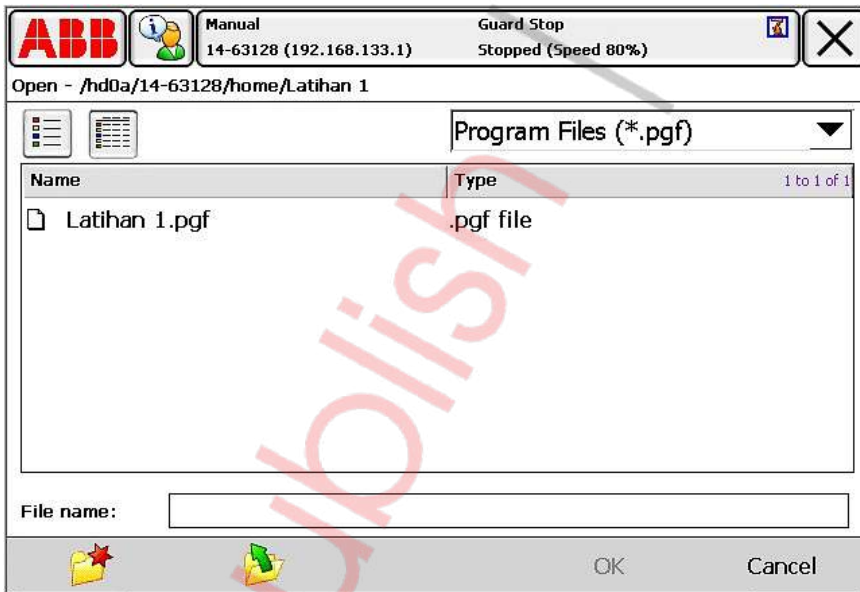 ABB
Manual
14-63128 (192.168.133.1)
Guard Stop
Stopped (Speed 80%)
Open - /hd0a/14-63128/home/Latihan 1
Program Files (*.pgf)
Name Type 1 to 1 of 1
Latihan 1.pgf .pgf file
File name:
OK Cancel
ublish